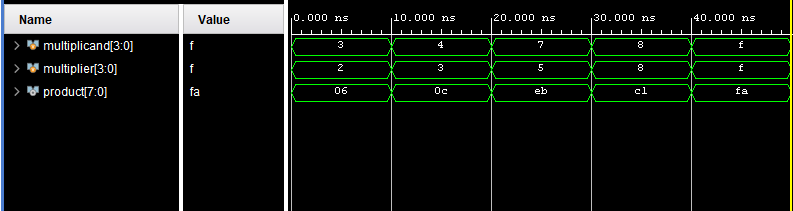 Name Value 0.000 ns 10.000 ns 20.000 ns 30.000 ns 40.000 ns
multiplicand[3:0] f 3 4 7 8 f
multiplier[3:0] f 2 3 5 8 f
product[7:0] fa 06 0c eb c1 fa